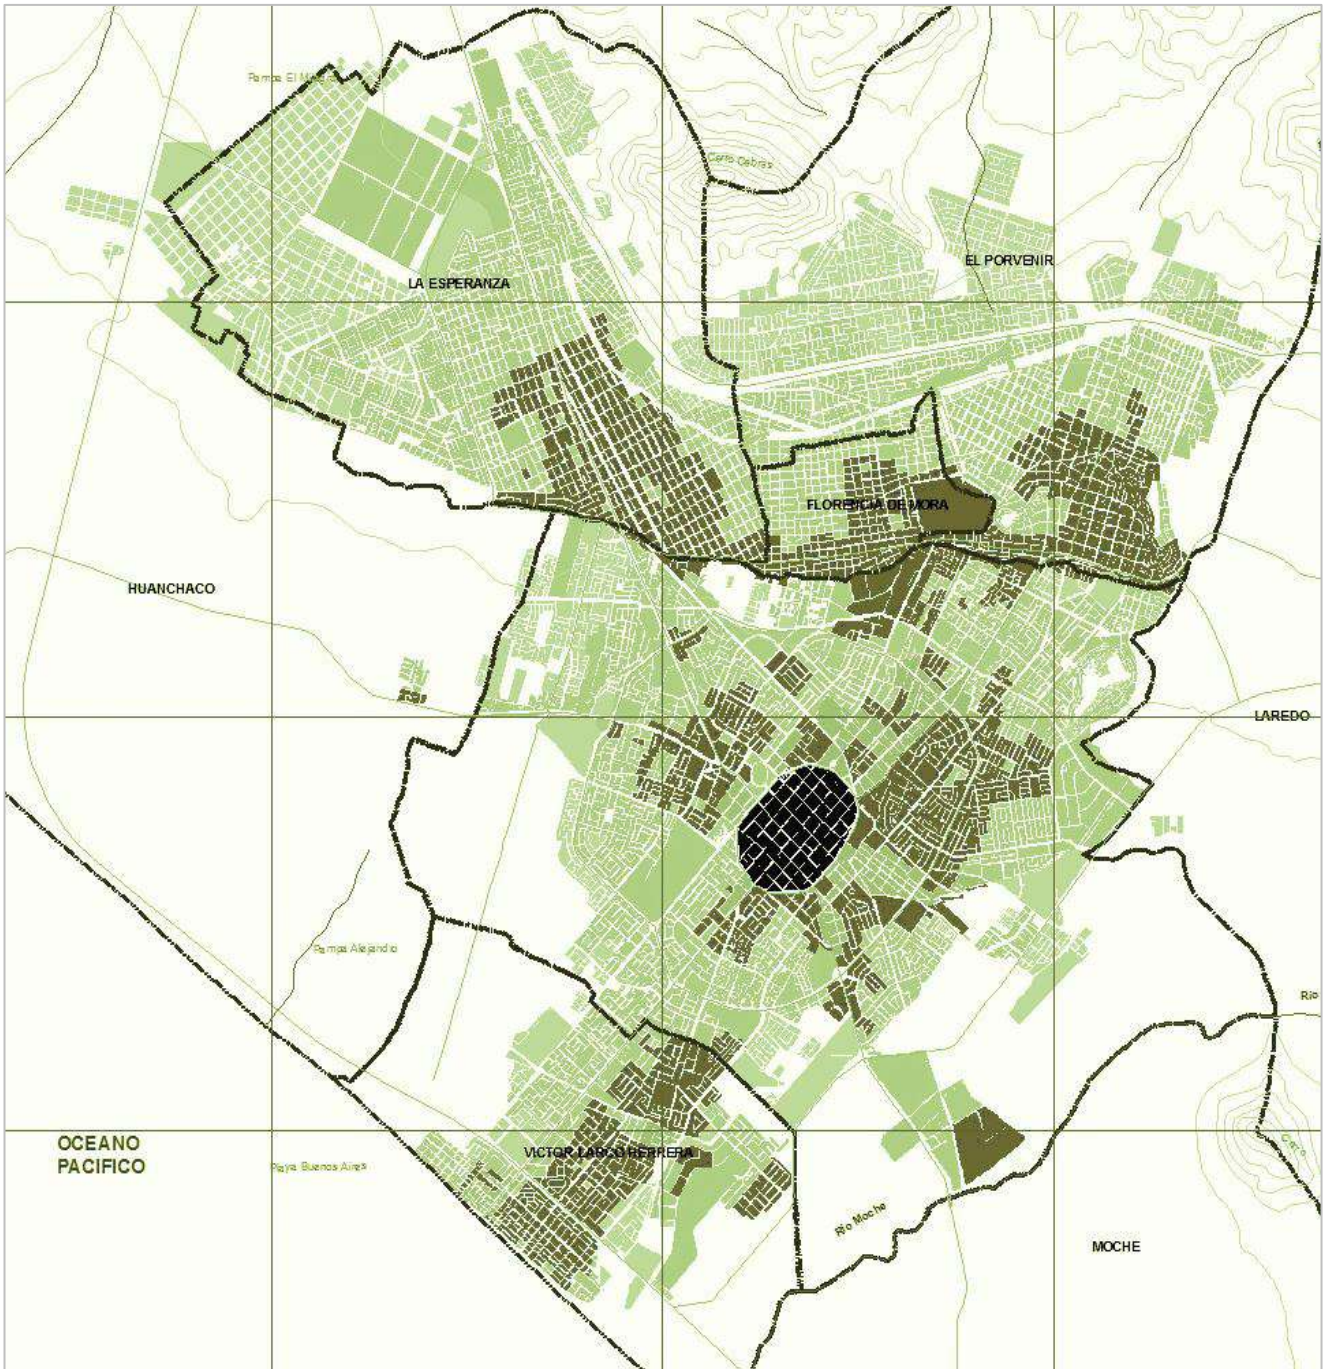 Cerro Cabras
EL PORVENIR
LA ESPERANZA
FLORENCIA DE MORA
HUANCHACO
LAREDO
Pampa Alejandro
Rio
OCEANO
PACIFICO
Playa Buenos Aires
VICTOR LARCO HERRERA
Cerro
Rio Moche
MOCHE